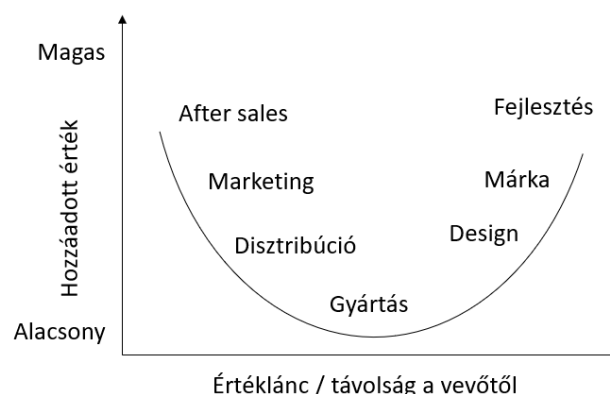 Magas
After sales
Fejlesztés
Marketing
Márka
Hozzáadott érték
Disztribúció
Design
Gyártás
Alacsony
Értéklánc / távolság a vevőtől